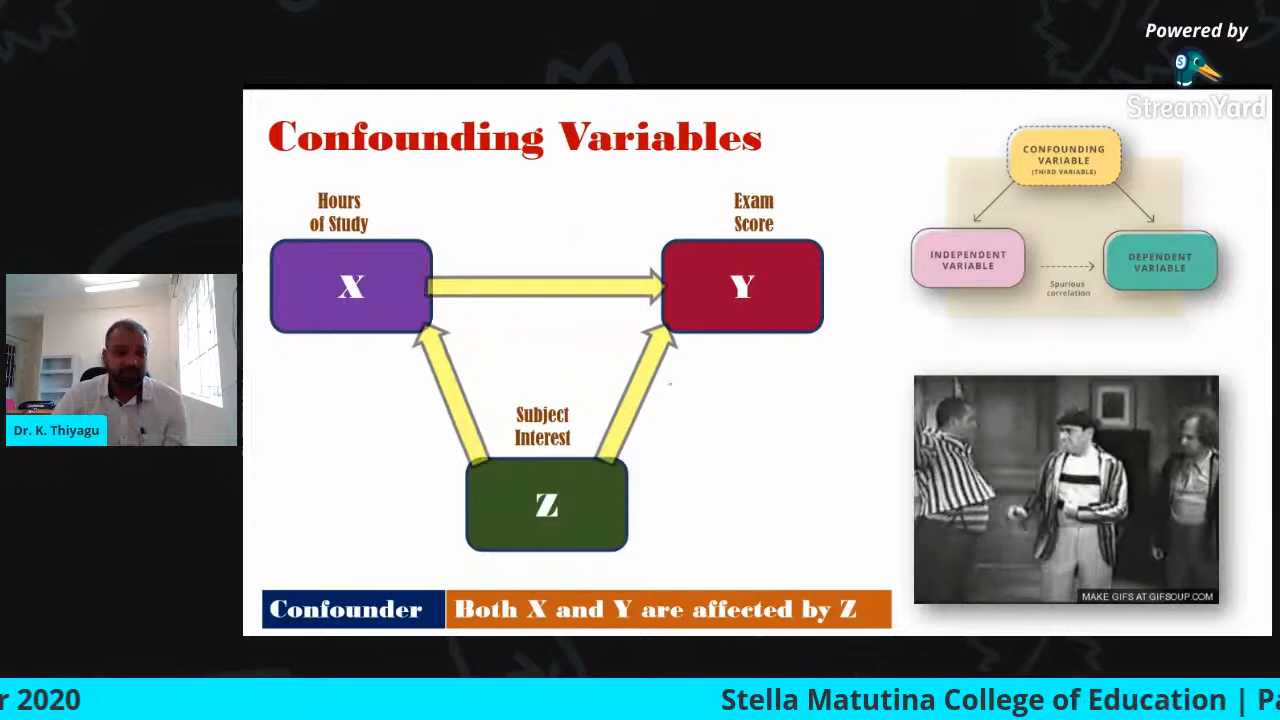 Powered by
S
StreamYard
Confounding Variables
Hours
of Study
Exam
Score
X
Y
Subject
Interest
Z
Confounder
Both X and Y are affected by Z
CONFOUNDING
VARIABLE
(THIRD VARIABLE)
INDEPENDENT
VARIABLE
DEPENDENT
VARIABLE
Spurious
correlation
MAKE GIFS AT GIFSOUP.COM
Dr. K. Thiyagu
r 2020
Stella Matutina College of Education | Pa